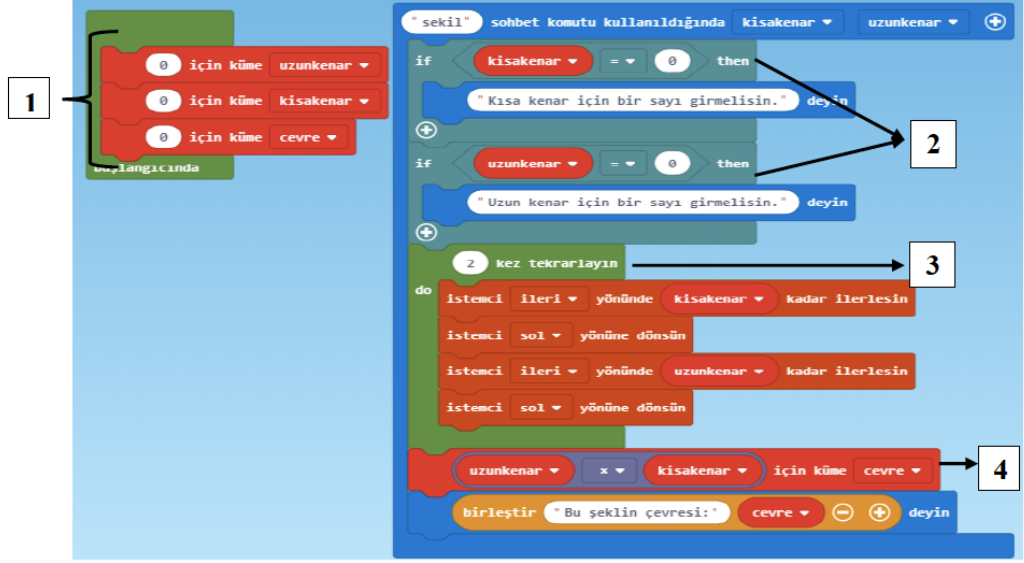 1
0 için küme uzunkenar
0 için küme kisakenar
0 için küme cevre
başlangıcında
"sekil" sohbet komutu kullanıldığında kisakenar uzunkenar
if kisakenar = 0 then
"Kısa kenar için bir sayı girmelisin." deyin
if uzunkenar = 0 then
"Uzun kenar için bir sayı girmelisin." deyin
2
2 kez tekrarlayın
3
do
istemci ileri yönünde kisakenar kadar ilerlesin
istemci sol yönüne dönsün
istemci ileri yönünde uzunkenar kadar ilerlesin
istemci sol yönüne dönsün
uzunkenar x kisakenar için küme cevre
4
birleştir "Bu şeklin çevresi:" cevre deyin